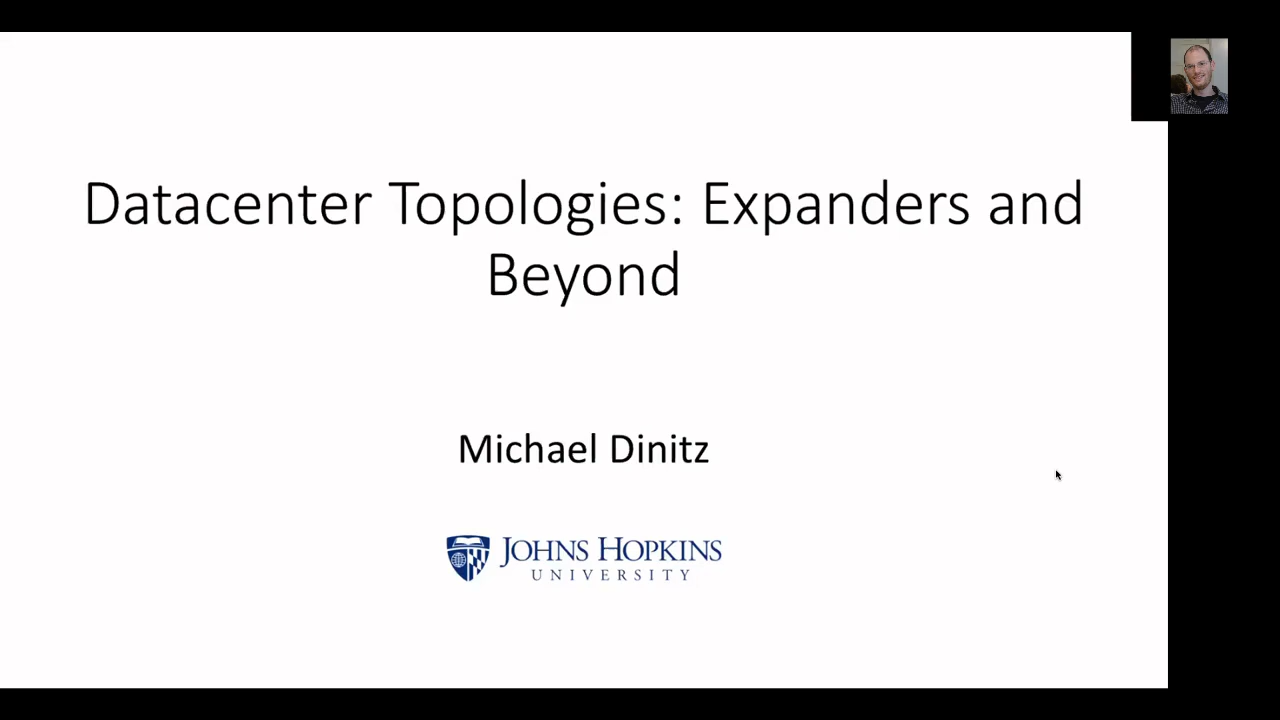 Datacenter Topologies: Expanders and
Beyond
Michael Dinitz
JOHNS HOPKINS
UNIVERSITY